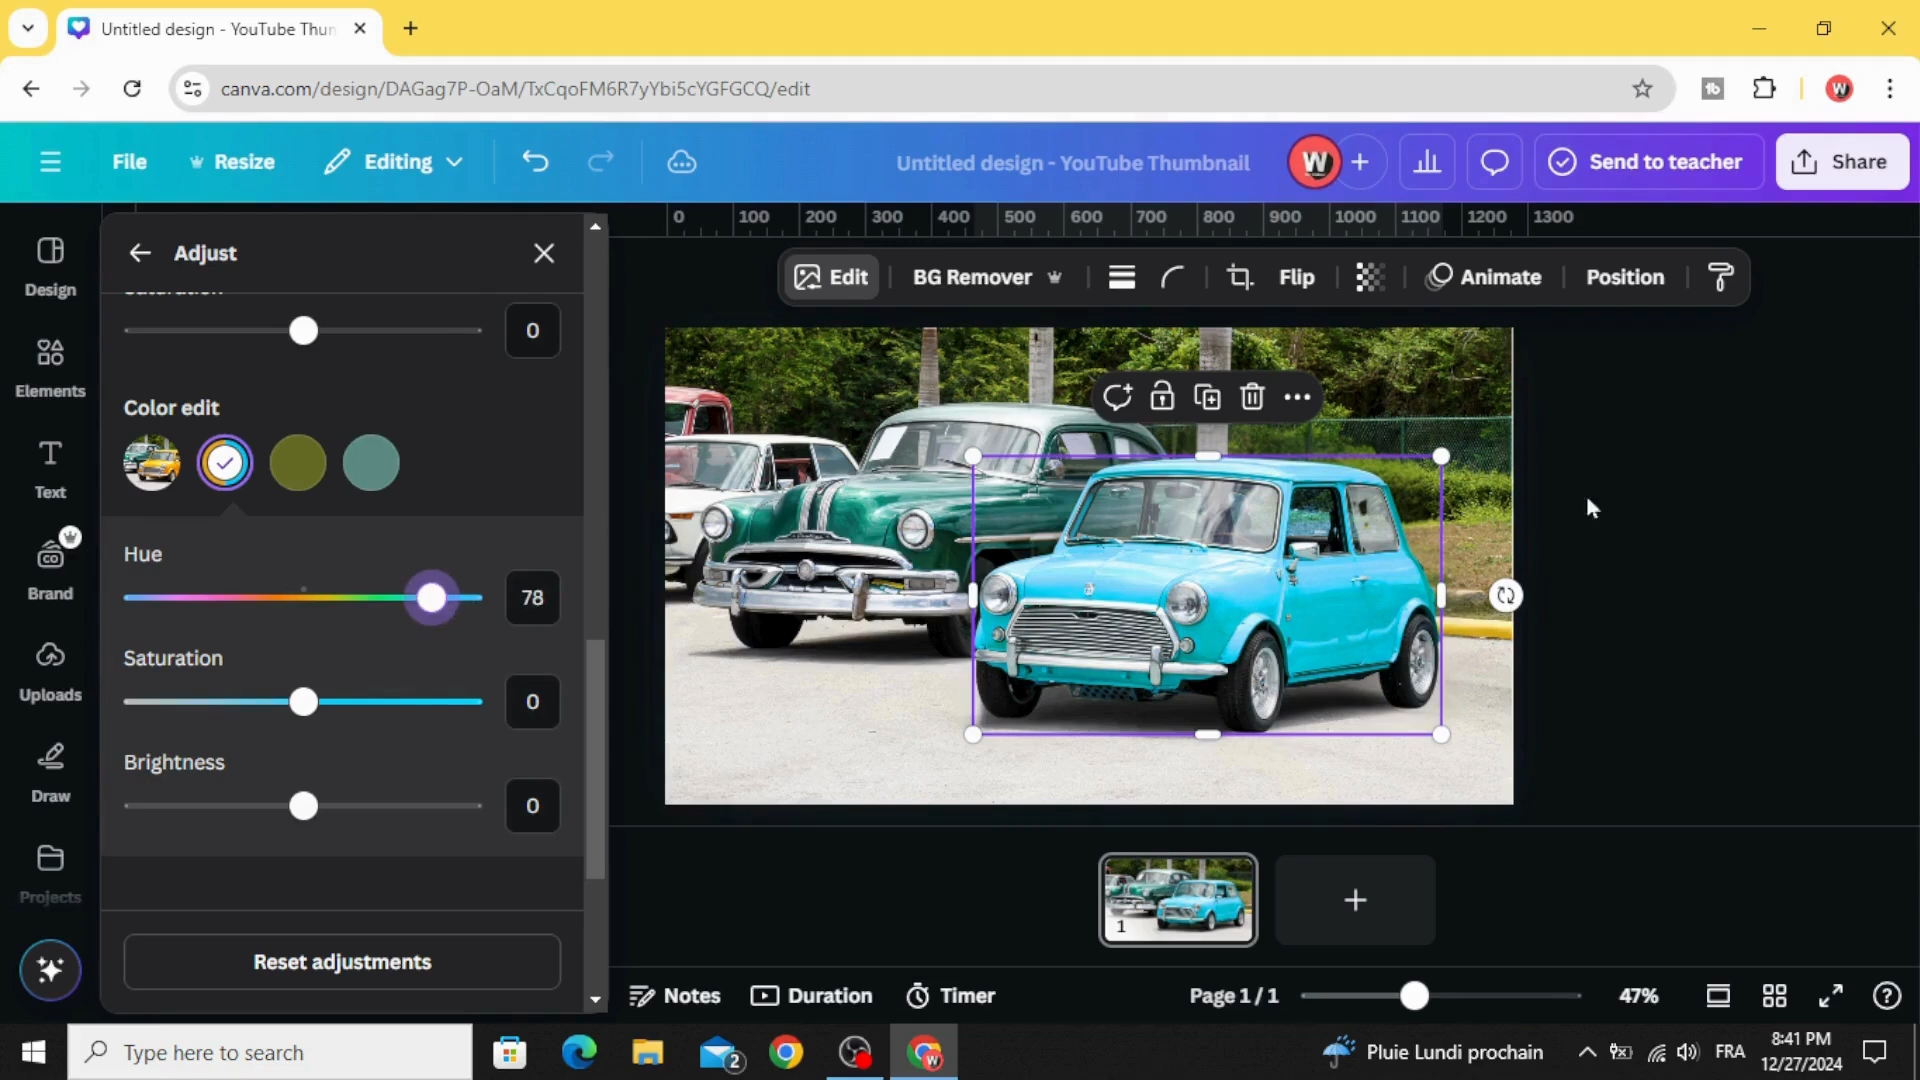 Untitled design - YouTube Thun
canva.com/design/DAGag7P-OaM/TxCqoFM6R7yYbi5cYGFGCQ/edit
File
Resize
Editing
Untitled design - YouTube Thumbnail
W
Send to teacher
Share
0 100 200 300 400 500 600 700 800 900 1000 1100 1200 1300
Design
Elements
Text
Brand
Uploads
Draw
Projects
Adjust
Saturation
0
Color edit
Hue
78
Saturation
0
Brightness
0
Reset adjustments
Edit
BG Remover
Flip
Animate
Position
1
Notes
Duration
Timer
Page 1 / 1
47%
Type here to search
2
Pluie Lundi prochain
FRA
8:41 PM
12/27/2024